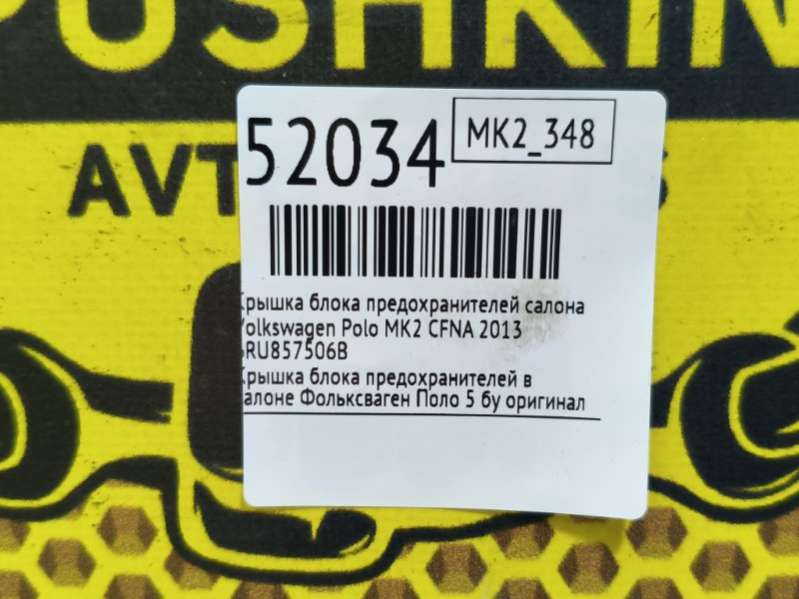 PUSHKIN
52034
MK2_348
Крышка блока предохранителей салона
Volkswagen Polo MK2 CFNA 2013
6RU857506B
Крышка блока предохранителей в
салоне Фольксваген Поло 5 бу оригинал